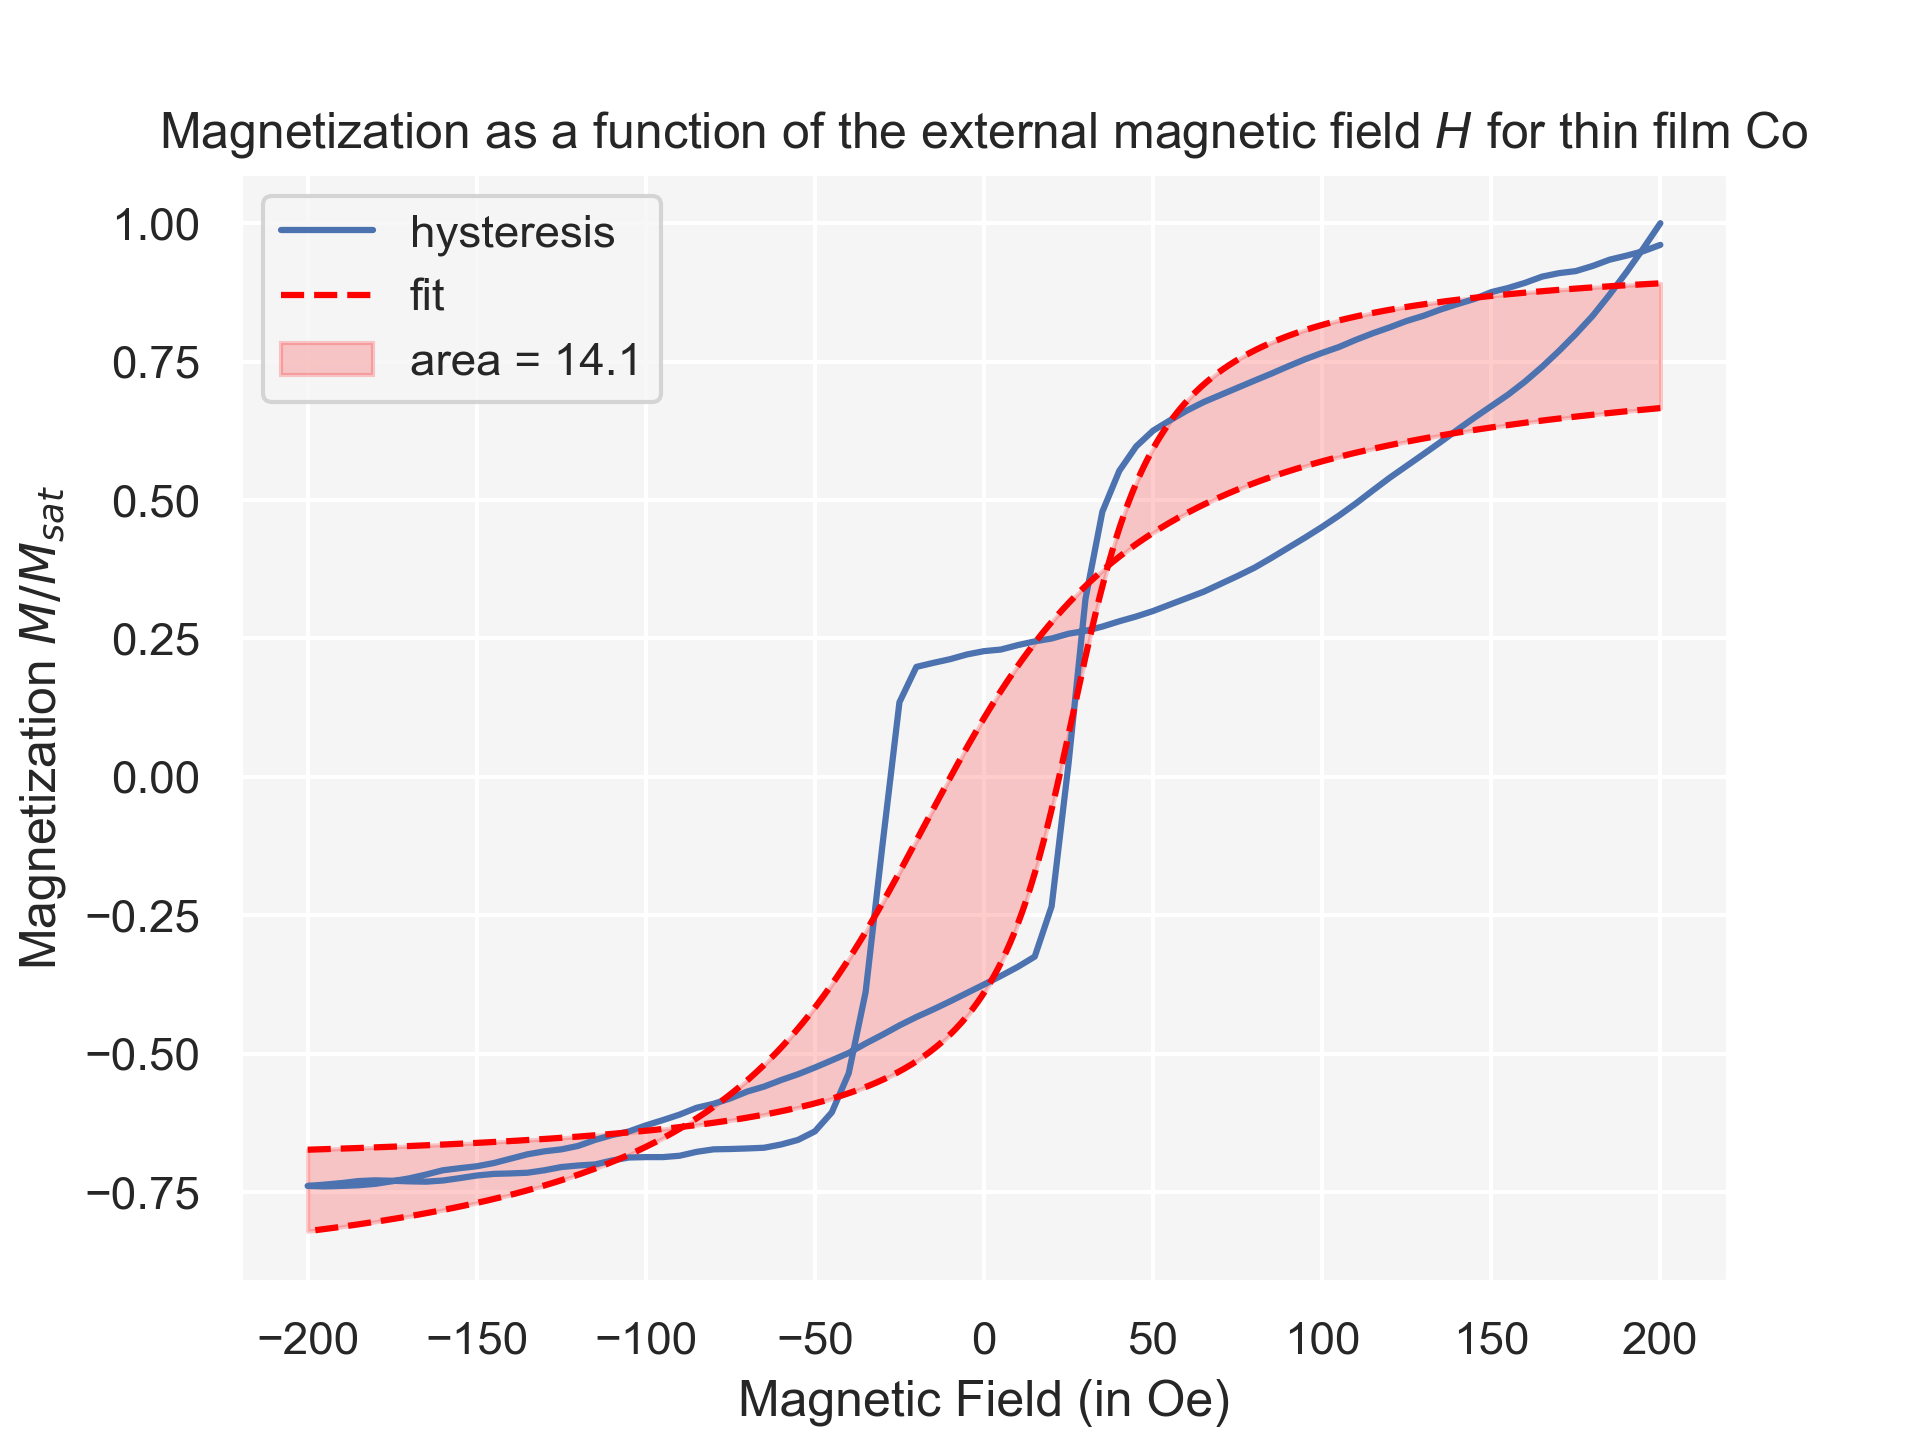 Magnetization as a function of the external magnetic field H for thin film Co
hysteresis
fit
area = 14.1
Magnetization M/M_sat
1.00
0.75
0.50
0.25
0.00
−0.25
−0.50
−0.75
−200 −150 −100 −50 0 50 100 150 200
Magnetic Field (in Oe)